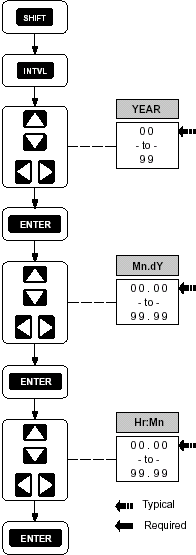 SHIFT
INTVL
YEAR
00
- to -
99
ENTER
Mn.dY
00.00
- to -
99.99
ENTER
Hr:Mn
00.00
- to -
99.99
Typical
Required
ENTER